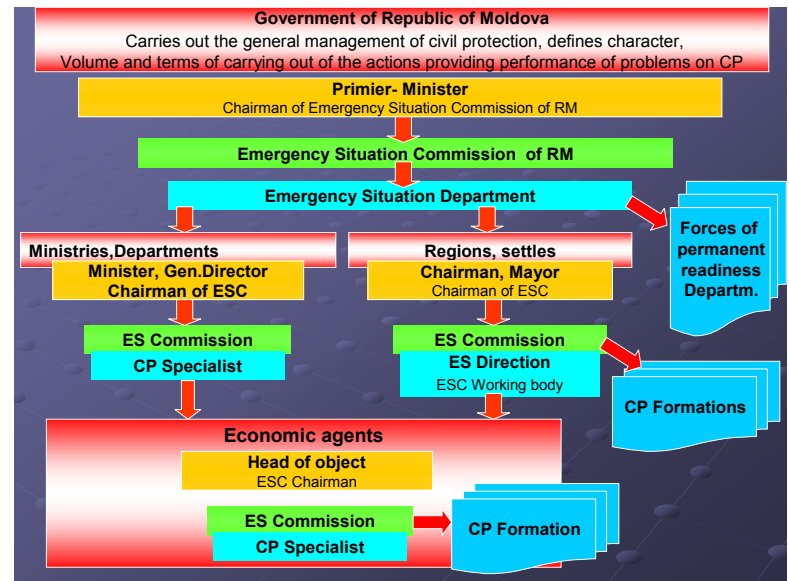 Government of Republic of Moldova
Carries out the general management of civil protection, defines character,
Volume and terms of carrying out of the actions providing performance of problems on CP
Primier- Minister
Chairman of Emergency Situation Commission of RM
Emergency Situation Commission of RM
Emergency Situation Department
Forces of
permanent
readiness
Departm.
Ministries,Departments
Minister, Gen.Director
Chairman of ESC
ES Commission
CP Specialist
Regions, settles
Chairman, Mayor
Chairman of ESC
ES Commission
ES Direction
ESC Working body
CP Formations
Economic agents
Head of object
ESC Chairman
ES Commission
CP Specialist
CP Formation